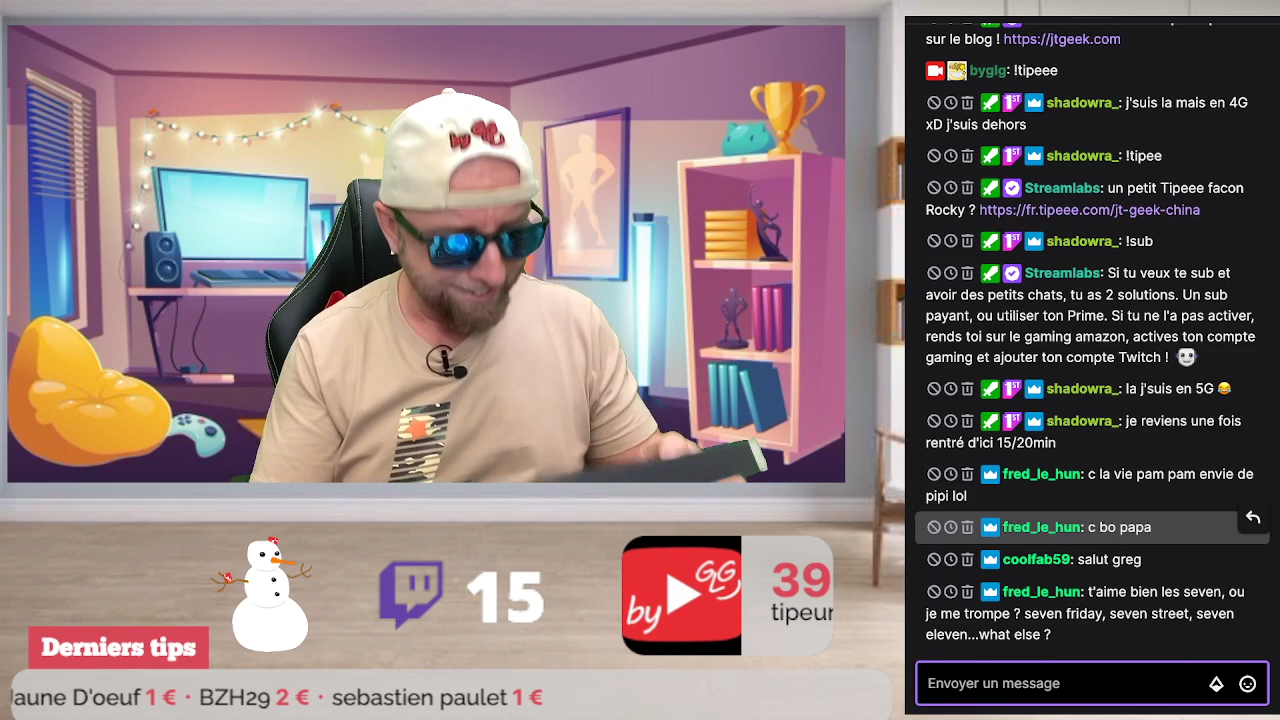 sur le blog ! https://jtgeek.com
byglg: !tipeee
shadowra_: j'suis la mais en 4G
xD j'suis dehors
shadowra_: !tipee
Streamlabs: un petit Tipeee facon
Rocky ? https://fr.tipeee.com/jt-geek-china
shadowra_: !sub
Streamlabs: Si tu veux te sub et
avoir des petits chats, tu as 2 solutions. Un sub
payant, ou utiliser ton Prime. Si tu ne l'a pas activer,
rends toi sur le gaming amazon, actives ton compte
gaming et ajouter ton compte Twitch !
shadowra_: la j'suis en 5G 😂
shadowra_: je reviens une fois
rentré d'ici 15/20min
fred_le_hun: c la vie pam pam envie de
pipi lol
fred_le_hun: c bo papa
coolfab59: salut greg
fred_le_hun: t'aime bien les seven, ou
je me trompe ? seven friday, seven street, seven
eleven...what else ?
Envoyer un message
15
by GLG
39
tipeur
Derniers tips
Jaune D'oeuf 1 € · BZH29 2 € · sebastien paulet 1 €